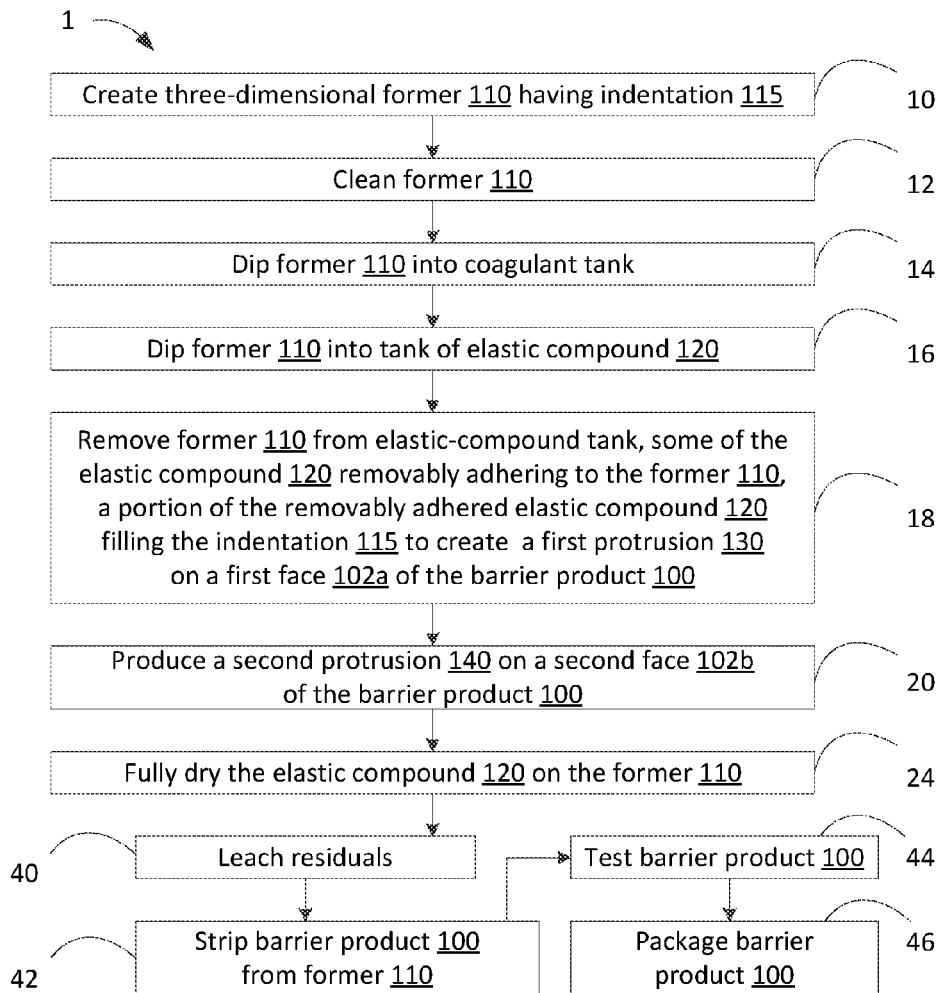 1
Create three-dimensional former 110 having indentation 115
10
Clean former 110
12
Dip former 110 into coagulant tank
14
Dip former 110 into tank of elastic compound 120
16
Remove former 110 from elastic-compound tank, some of the
elastic compound 120 removably adhering to the former 110,
a portion of the removably adhered elastic compound 120
filling the indentation 115 to create a first protrusion 130
on a first face 102a of the barrier product 100
18
Produce a second protrusion 140 on a second face 102b
of the barrier product 100
20
Fully dry the elastic compound 120 on the former 110
24
Leach residuals
40
Strip barrier product 100
from former 110
42
Test barrier product 100
44
Package barrier
product 100
46